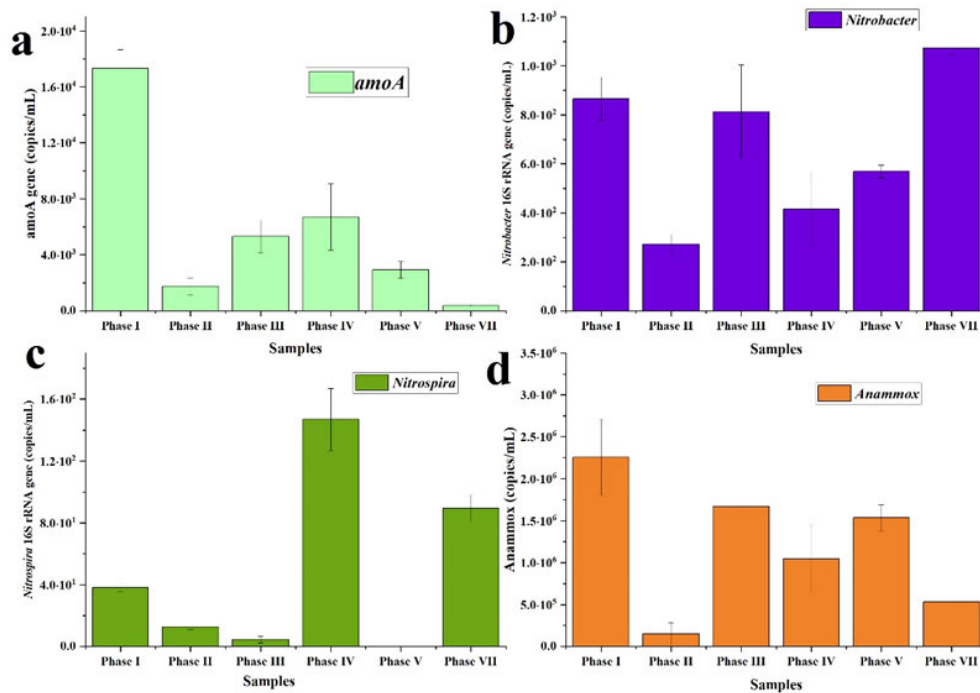 a
amoA
amoA gene (copies/mL)
2.0·10⁴
1.6·10⁴
1.2·10⁴
8.0·10³
4.0·10³
0.0
Phase I Phase II Phase III Phase IV Phase V Phase VII
Samples
b
Nitrobacter
Nitrobacter 16S rRNA gene (copies/mL)
1.2·10³
1.0·10³
8.0·10²
6.0·10²
4.0·10²
2.0·10²
0.0
Phase I Phase II Phase III Phase IV Phase V Phase VII
Samples
c
Nitrospira
Nitrospira 16S rRNA gene (copies/mL)
1.6·10²
1.2·10²
8.0·10¹
4.0·10¹
0.0
Phase I Phase II Phase III Phase IV Phase V Phase VII
Samples
d
Anammox
Anammox (copies/mL)
3.5·10⁶
3.0·10⁶
2.5·10⁶
2.0·10⁶
1.5·10⁶
1.0·10⁶
5.0·10⁵
0.0
Phase I Phase II Phase III Phase IV Phase V Phase VII
Samples